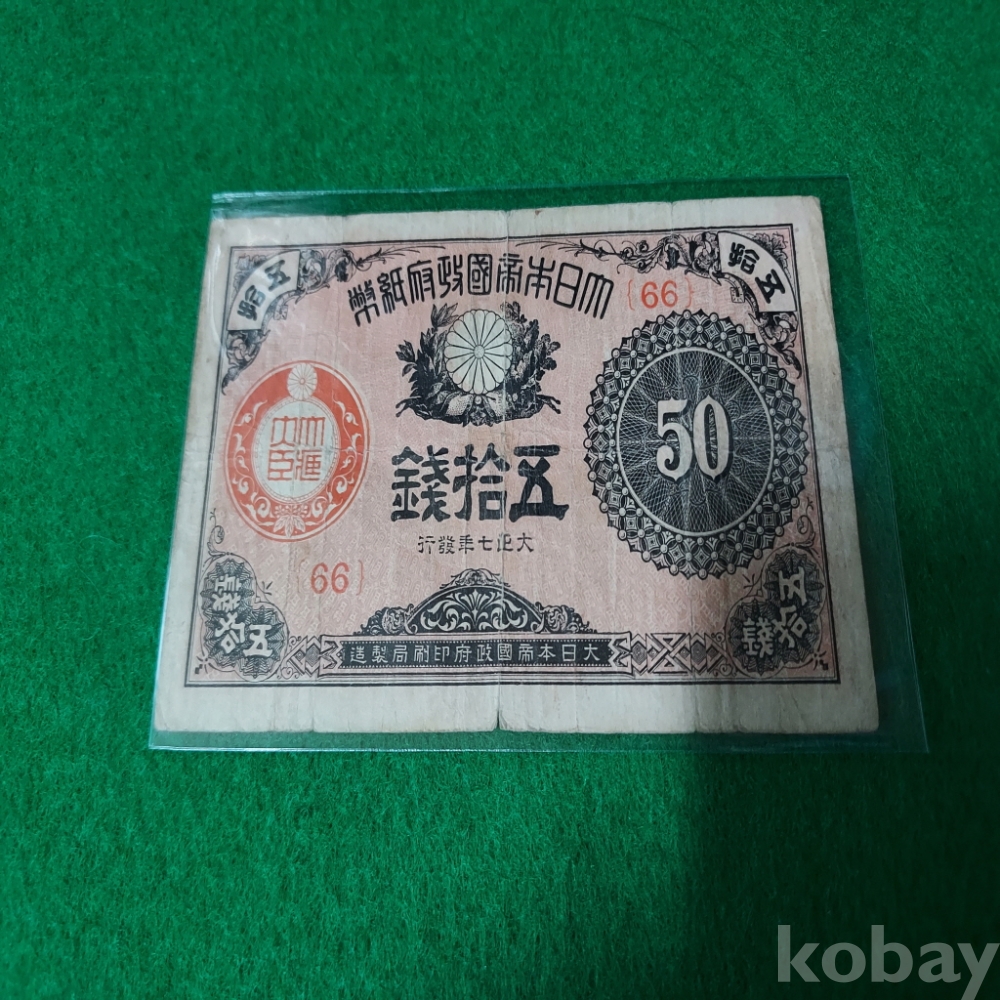 五拾
大日本帝國政府紙幣
{66}
五拾
大藏
大臣
50
五拾錢
大正七年發行
{66}
五拾錢
五拾錢
大日本帝國政府印刷局製造
kobay